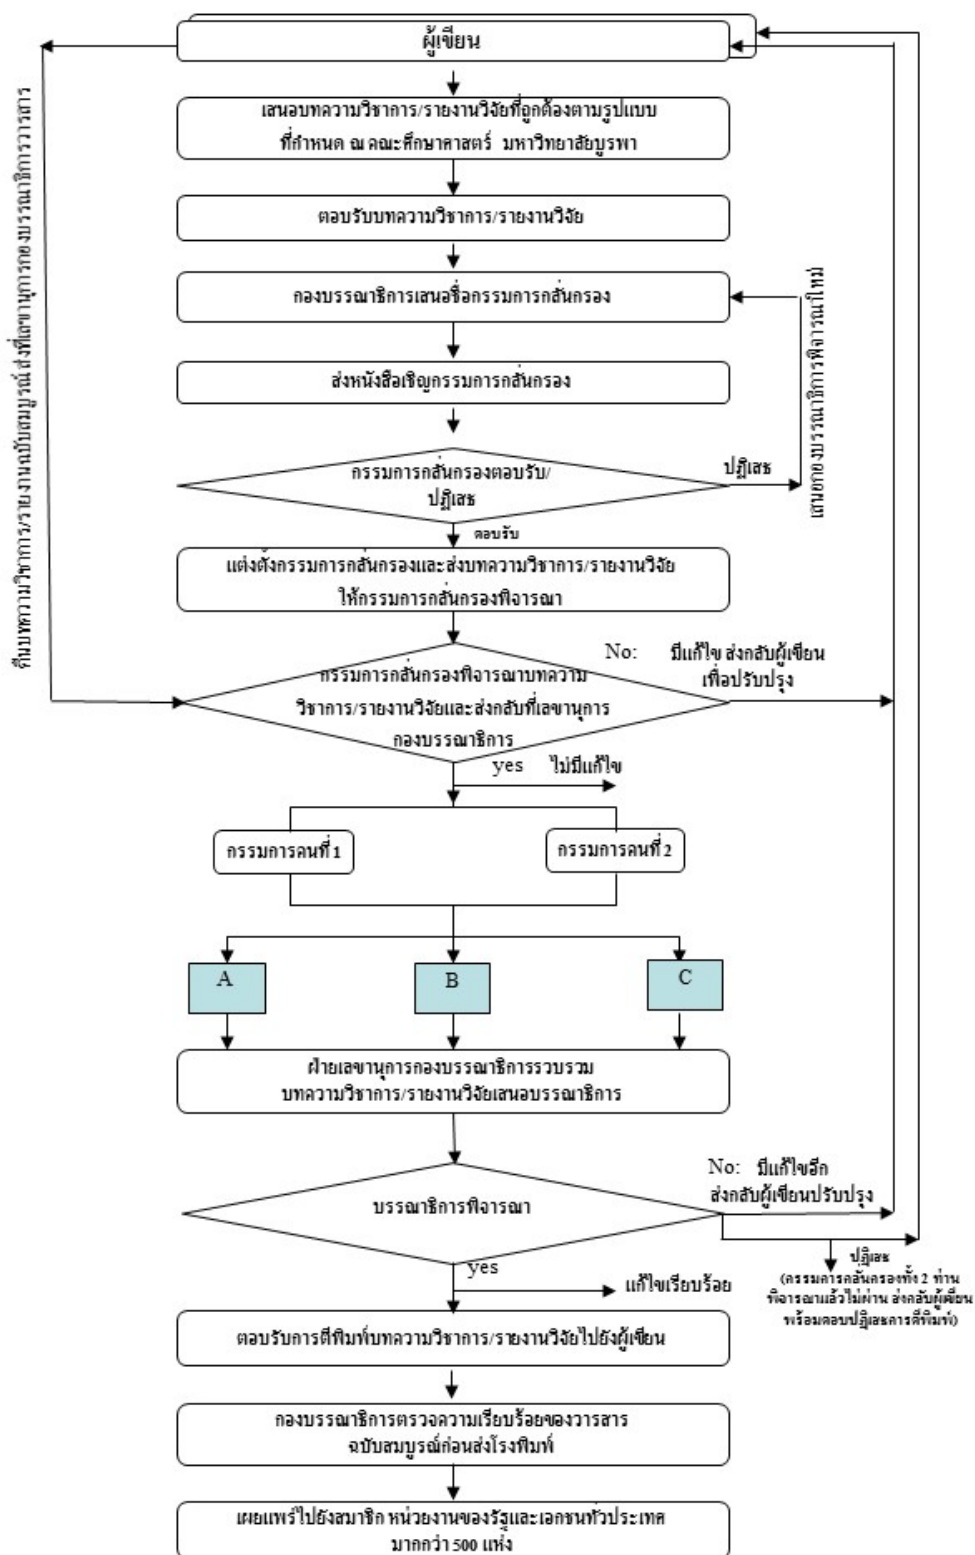 ผู้เขียน
เสนอบทความวิชาการ/รายงานวิจัยที่ถูกต้องตามรูปแบบ
ที่กำหนด ณ คณะศึกษาศาสตร์ มหาวิทยาลัยบูรพา
ตอบรับบทความวิชาการ/รายงานวิจัย
กองบรรณาธิการเสนอชื่อกรรมการกลั่นกรอง
ส่งหนังสือเชิญกรรมการกลั่นกรอง
กรรมการกลั่นกรองตอบรับ/
ปฏิเสธ
ปฏิเสธ
เสนอกองบรรณาธิการพิจารณาใหม่
ตอบรับ
แต่งตั้งกรรมการกลั่นกรองและส่งบทความวิชาการ/รายงานวิจัย
ให้กรรมการกลั่นกรองพิจารณา
คืนบทความวิชาการ/รายงานฉบับสมบูรณ์ ส่งที่เลขานุการกองบรรณาธิการวารสาร
กรรมการกลั่นกรองพิจารณาบทความ
วิชาการ/รายงานวิจัยและส่งกลับที่เลขานุการ
กองบรรณาธิการ
No: มีแก้ไข ส่งกลับผู้เขียน
เพื่อปรับปรุง
yes ไม่มีแก้ไข
กรรมการคนที่ 1
กรรมการคนที่ 2
A
B
C
ฝ่ายเลขานุการกองบรรณาธิการรวบรวม
บทความวิชาการ/รายงานวิจัยเสนอบรรณาธิการ
บรรณาธิการพิจารณา
No: มีแก้ไขอีก
ส่งกลับผู้เขียนปรับปรุง
ปฏิเสธ
(กรรมการกลั่นกรองทั้ง 2 ท่าน
พิจารณาแล้วไม่ผ่าน ส่งกลับผู้เขียน
พร้อมตอบปฏิเสธการตีพิมพ์)
yes
แก้ไขเรียบร้อย
ตอบรับการตีพิมพ์บทความวิชาการ/รายงานวิจัยไปยังผู้เขียน
กองบรรณาธิการตรวจความเรียบร้อยของวารสาร
ฉบับสมบูรณ์ก่อนส่งโรงพิมพ์
เผยแพร่ไปยังสมาชิก หน่วยงานของรัฐและเอกชนทั่วประเทศ
มากกว่า 500 แห่ง